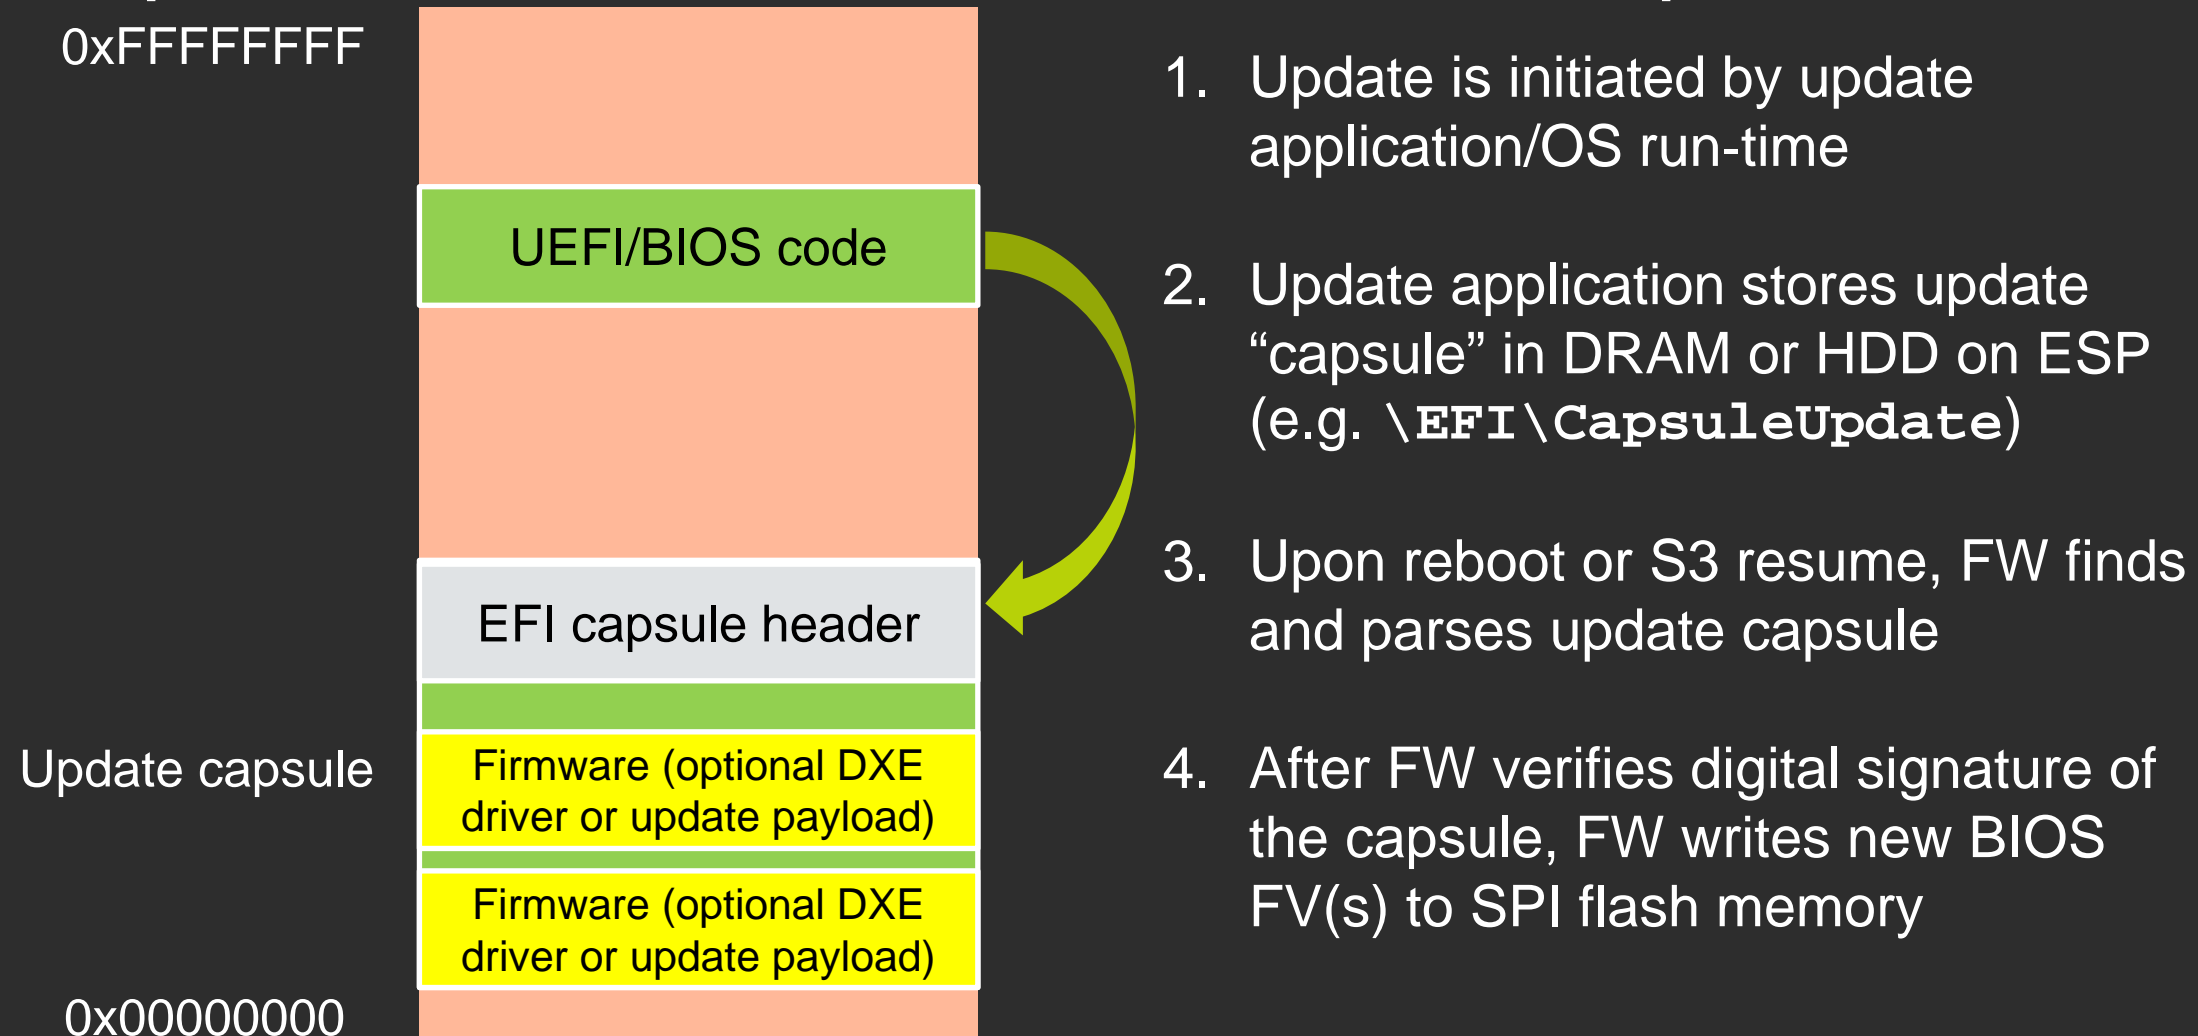 0xFFFFFFFF
UEFI/BIOS code
EFI capsule header
Update capsule
Firmware (optional DXE
driver or update payload)
Firmware (optional DXE
driver or update payload)
0x00000000
1. Update is initiated by update
application/OS run-time
2. Update application stores update
“capsule” in DRAM or HDD on ESP
(e.g. \EFI\CapsuleUpdate)
3. Upon reboot or S3 resume, FW finds
and parses update capsule
4. After FW verifies digital signature of
the capsule, FW writes new BIOS
FV(s) to SPI flash memory